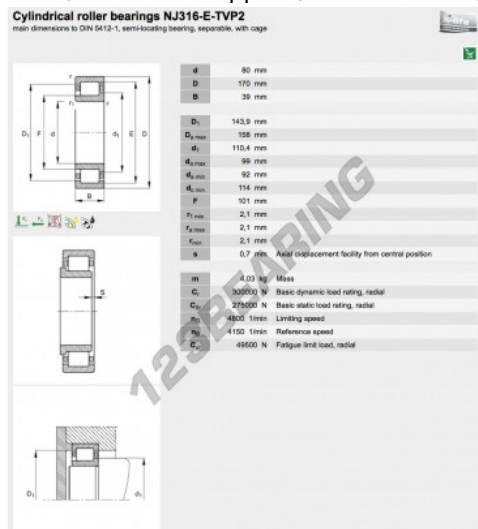 Cylindrical roller bearings NJ316-E-TVP2
main dimensions to DIN 5412-1, semi-locating bearing, separable, with cage
d 80 mm
D 170 mm
B 39 mm
D₁ 143,9 mm
Dₐ max 158 mm
d₁ 110,4 mm
dₐ max 99 mm
dₐ min 92 mm
d꜀ min 114 mm
F 101 mm
r₁ min 2,1 mm
rₐ max 2,1 mm
rₘᵢₙ 2,1 mm
s 0,7 mm Axial displacement facility from central position
m 4,03 kg Mass
Cᵣ 300000 N Basic dynamic load rating, radial
C₀ᵣ 275000 N Basic static load rating, radial
4800 1/min Limiting speed
4150 1/min Reference speed
49500 N Fatigue limit load, radial
r
r
r₁
D₁ F d d₁ E D
B
S
D₁ d꜀
123BEARING